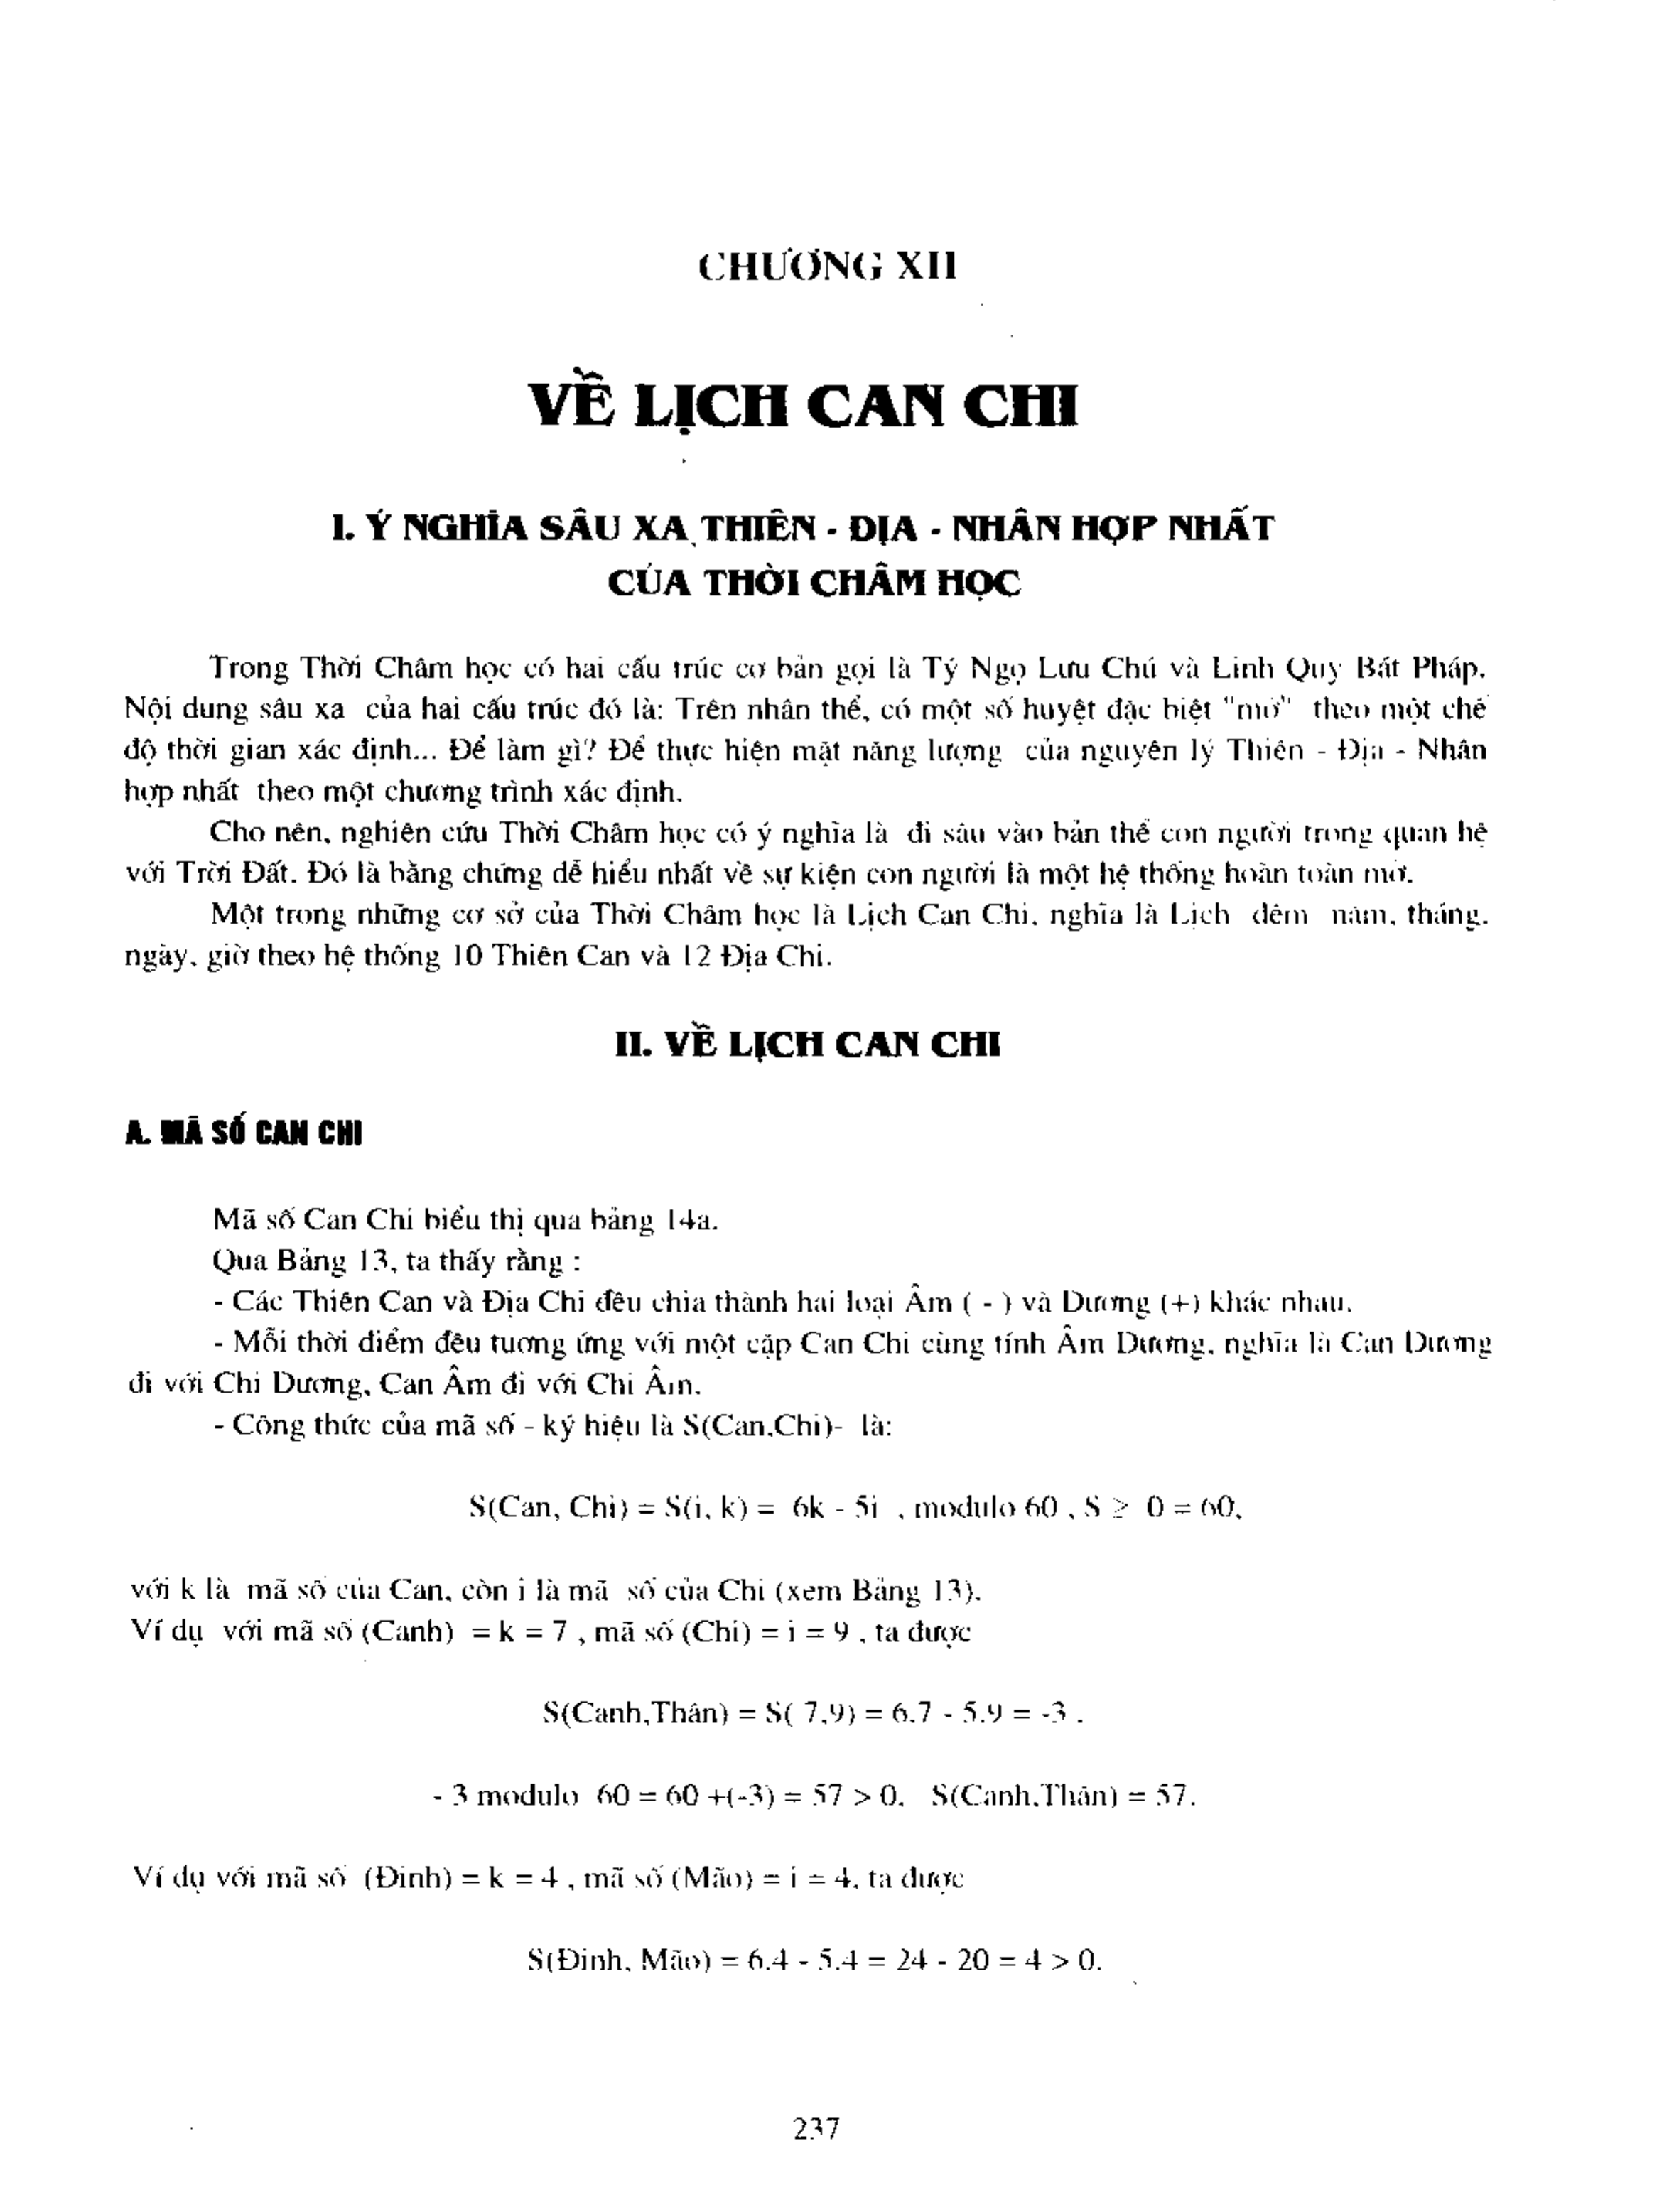 CHƯƠNG XII
VỀ LỊCH CAN CHI
I. Ý NGHĨA SÂU XA THIÊN - ĐỊA - NHÂN HỢP NHẤT
CỦA THỜI CHÂM HỌC
Trong Thời Châm học có hai cấu trúc cơ bản gọi là Tý Ngọ Lưu Chú và Linh Quy Bát Pháp.
Nội dung sâu xa của hai cấu trúc đó là: Trên nhân thể, có một số huyệt đặc biệt "mở" theo một chế
độ thời gian xác định... Để làm gì? Để thực hiện mặt năng lượng của nguyên lý Thiên - Địa - Nhân
hợp nhất theo một chương trình xác định.
Cho nên, nghiên cứu Thời Châm học có ý nghĩa là đi sâu vào bản thể con người trong quan hệ
với Trời Đất. Đó là bằng chứng dễ hiểu nhất về sự kiện con người là một hệ thống hoàn toàn mở.
Một trong những cơ sở của Thời Châm học là Lịch Can Chi, nghĩa là Lịch đếm năm, tháng,
ngày, giờ theo hệ thống 10 Thiên Can và 12 Địa Chi.
II. VỀ LỊCH CAN CHI
A. MÃ SỐ CAN CHI
Mã số Can Chi biểu thị qua bảng 14a.
Qua Bảng 13, ta thấy rằng :
- Các Thiên Can và Địa Chi đều chia thành hai loại Âm ( - ) và Dương (+) khác nhau.
- Mỗi thời điểm đều tương ứng với một cặp Can Chi cùng tính Âm Dương, nghĩa là Can Dương
đi với Chi Dương, Can Âm đi với Chi Âm.
- Công thức của mã số - ký hiệu là S(Can,Chi)- là:
S(Can, Chi) = S(i, k) = 6k - 5i , modulo 60 , S ≥ 0 = 60,
với k là mã số của Can, còn i là mã số của Chi (xem Bảng 13).
Ví dụ với mã số (Canh) = k = 7 , mã số (Chi) = i = 9 , ta được
S(Canh,Thân) = S( 7,9) = 6.7 - 5.9 = -3 .
- 3 modulo 60 = 60 +(-3) = 57 > 0, S(Canh,Thân) = 57.
Ví dụ với mã số (Đinh) = k = 4 , mã số (Mão) = i = 4, ta được
S(Đinh, Mão) = 6.4 - 5.4 = 24 - 20 = 4 > 0.
237